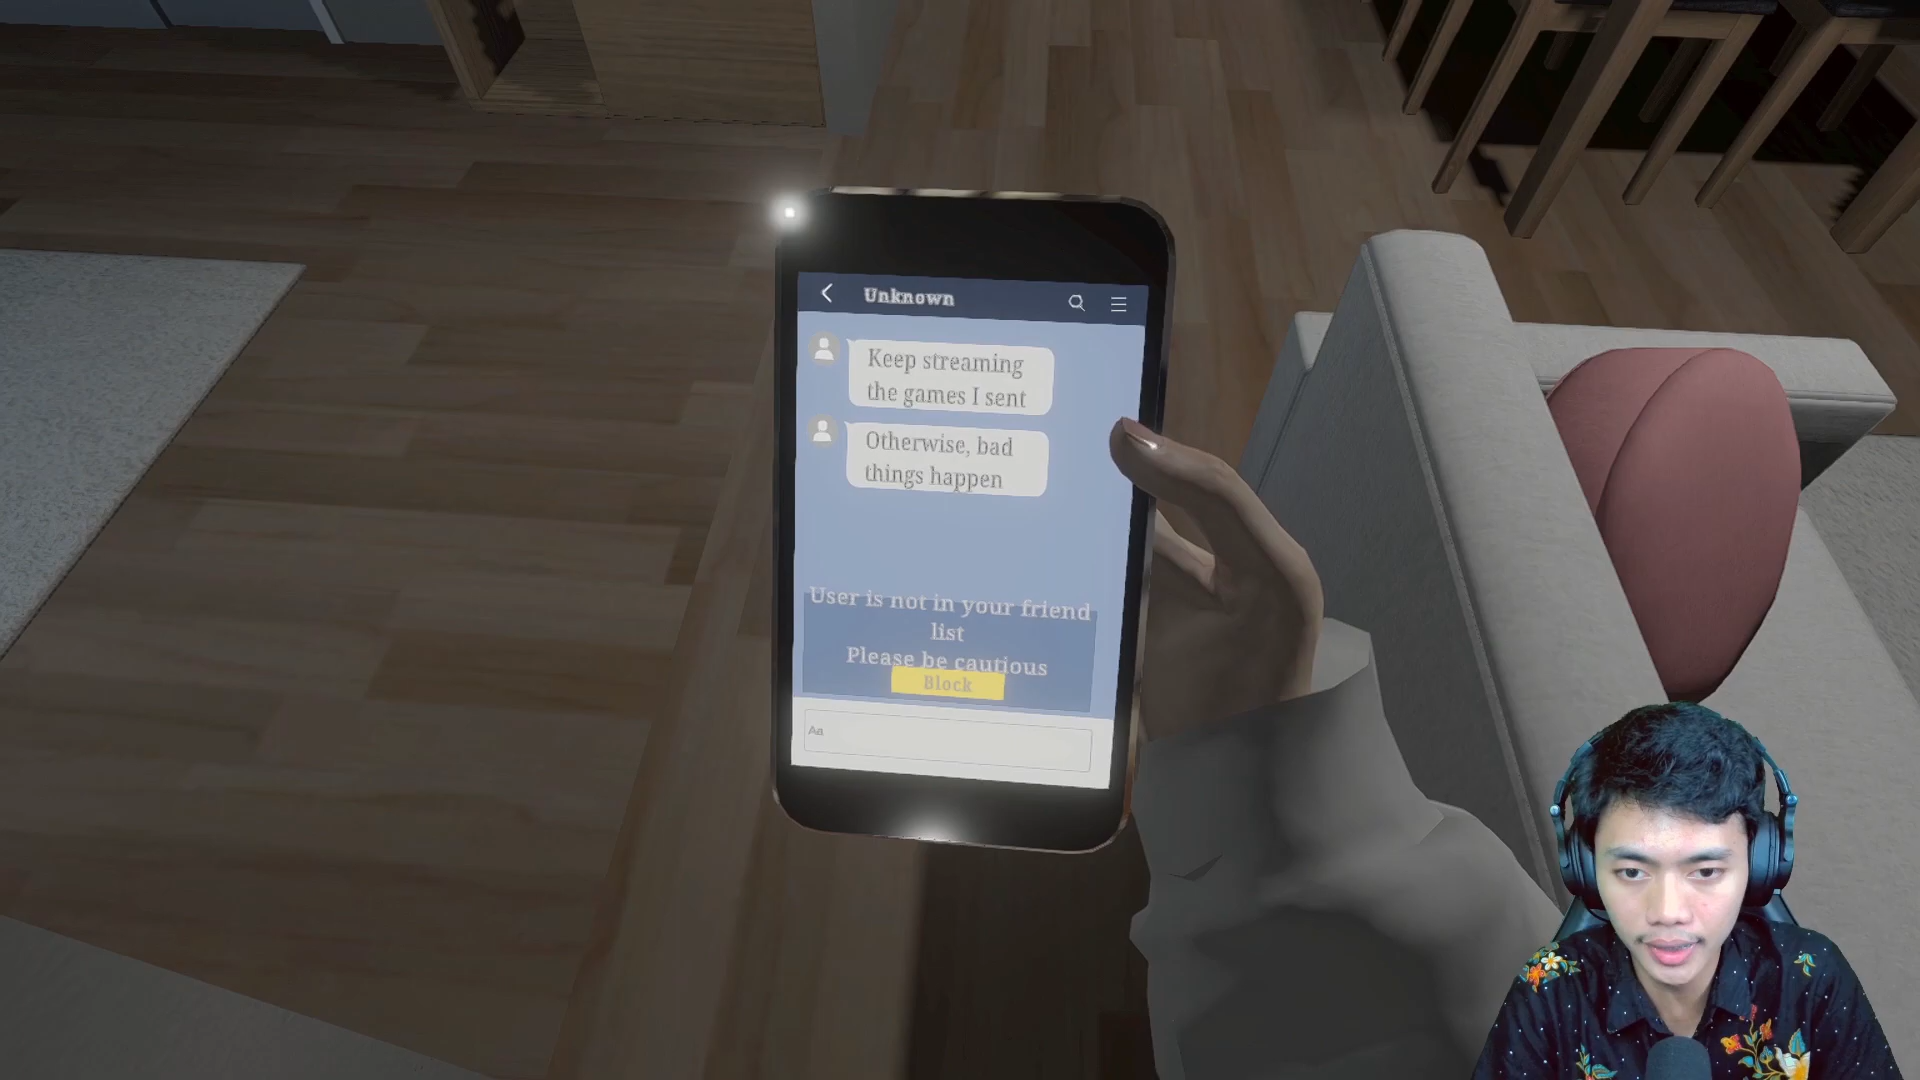 Unknown
Keep streaming
the games I sent
Otherwise, bad
things happen
User is not in your friend
list
Please be cautious
Block
Aa